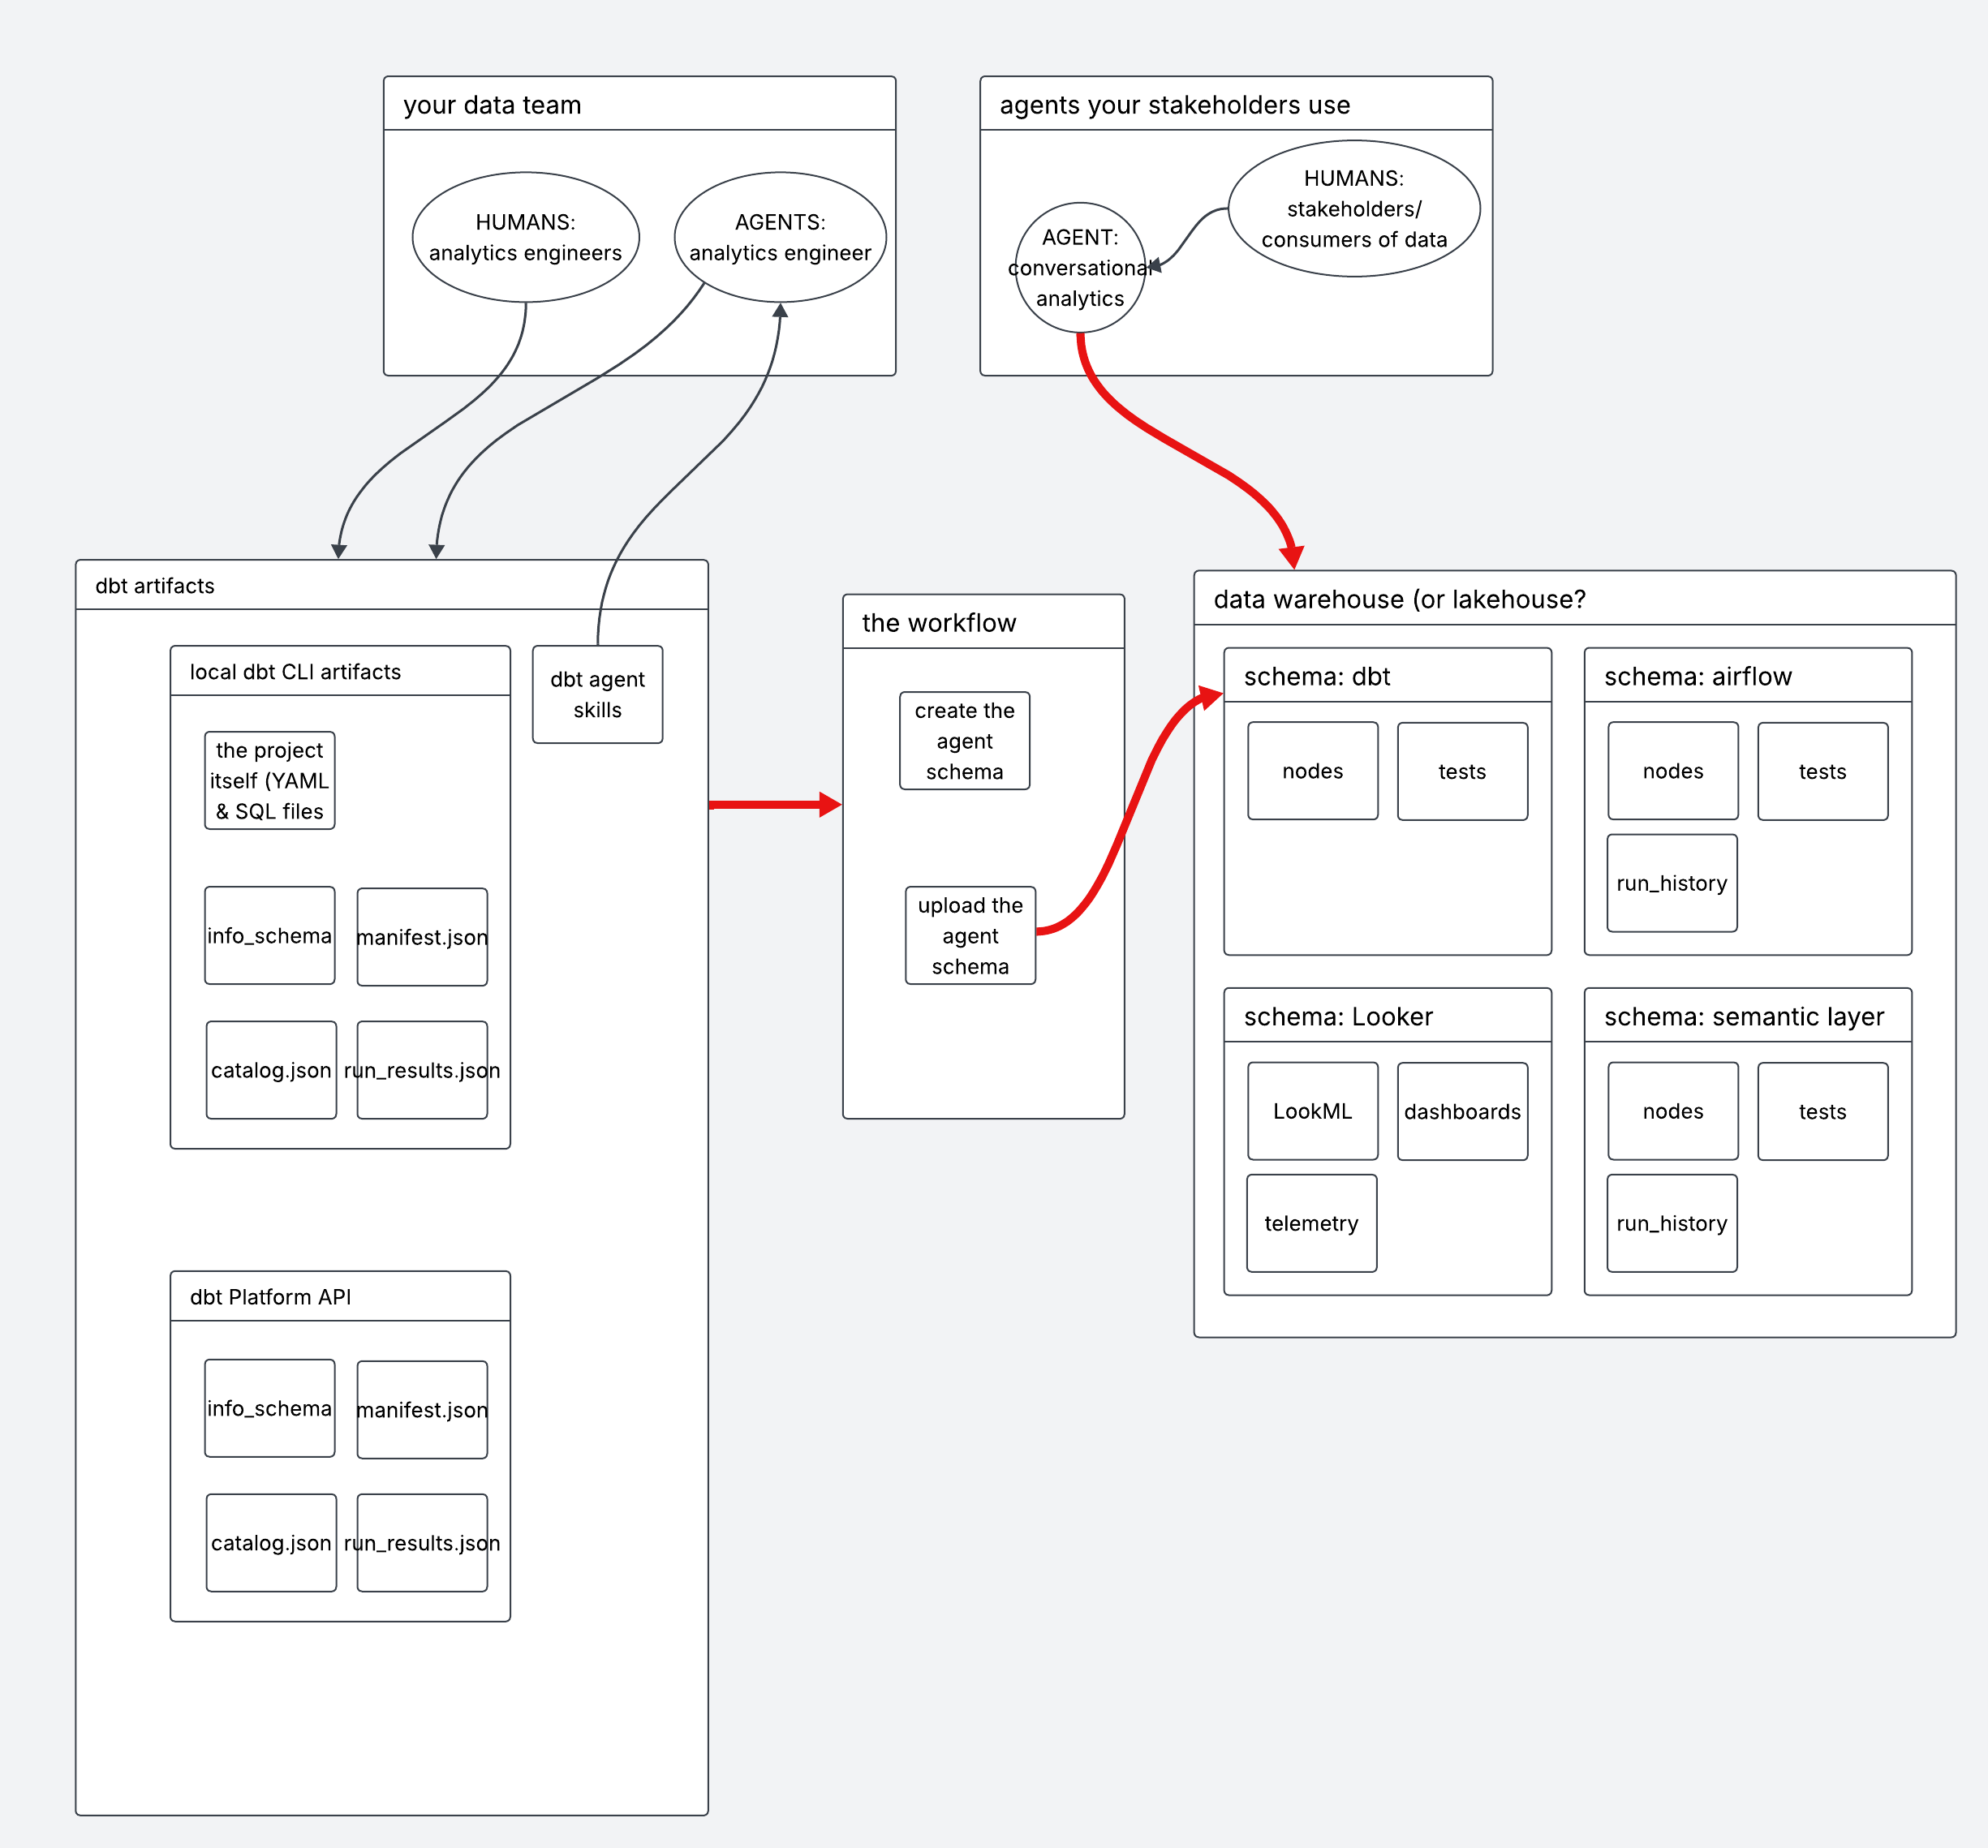 your data team
HUMANS:
analytics engineers
AGENTS:
analytics engineer
agents your stakeholders use
HUMANS:
stakeholders/
consumers of data
AGENT:
conversational
analytics
dbt artifacts
local dbt CLI artifacts
the project
itself (YAML
& SQL files
info_schema
manifest.json
catalog.json
run_results.json
dbt agent
skills
dbt Platform API
info_schema
manifest.json
catalog.json
run_results.json
the workflow
create the
agent
schema
upload the
agent
schema
data warehouse (or lakehouse?
schema: dbt
nodes
tests
schema: airflow
nodes
tests
run_history
schema: Looker
LookML
dashboards
telemetry
schema: semantic layer
nodes
tests
run_history